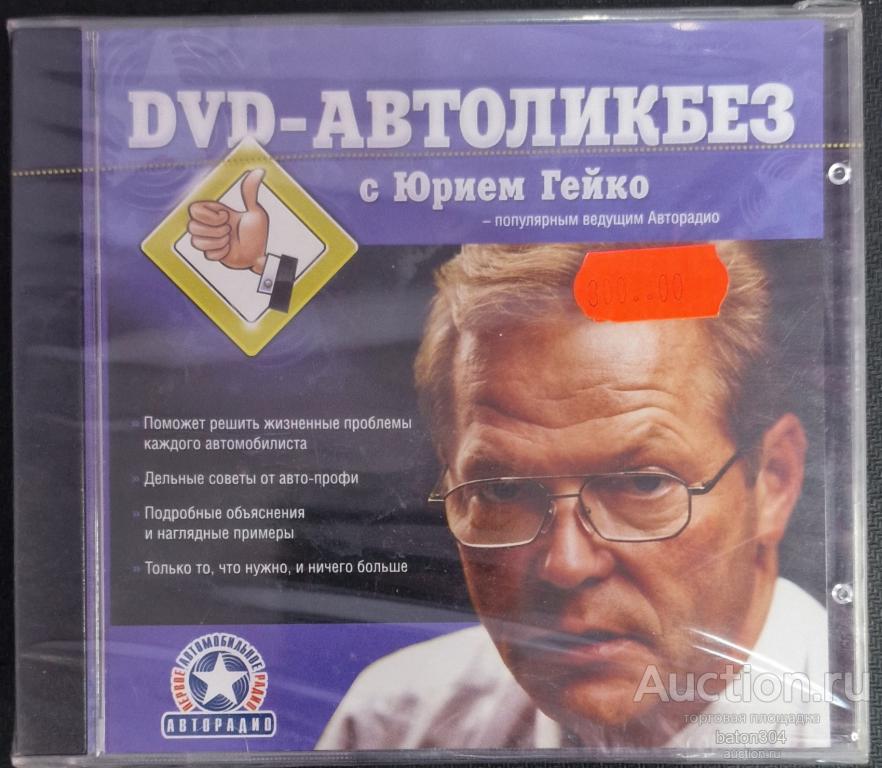 DVD-АВТОЛИКБЕЗ
с Юрием Гейко
– популярным ведущим Авторадио
300..00
» Поможет решить жизненные проблемы
каждого автомобилиста
» Дельные советы от авто-профи
» Подробные объяснения
и наглядные примеры
» Только то, что нужно, и ничего больше
ПЕРВОЕ АВТОМОБИЛЬНОЕ РАДИО
АВТОРАДИО
Auction.ru
торговая площадка
baton304
auction.ru